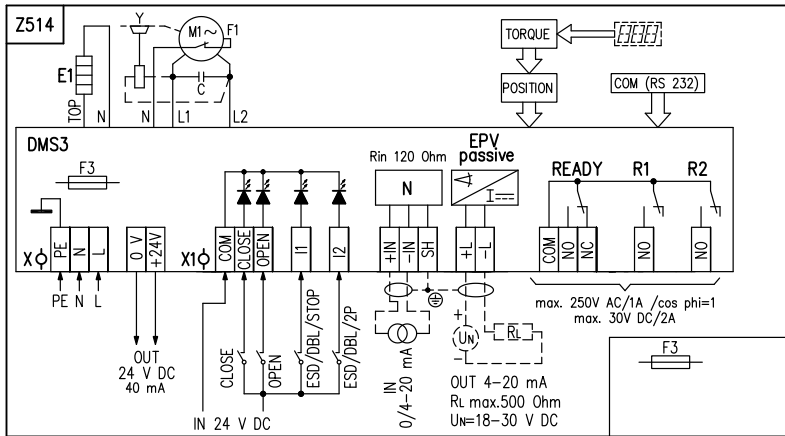 Z514
Y
M1~
F1
E1
C
TOP
N
N
L1
L2
TORQUE
POSITION
COM (RS 232)
DMS3
F3
Rin 120 Ohm
N
EPV
passive
I
READY
R1
R2
X
PE
N
L
0 V
+24V
X1
COM
CLOSE
OPEN
I1
I2
+IN
-IN
SH
+L
-L
COM
NO
NC
NO
NO
PE N L
OUT
24 V DC
40 mA
CLOSE
OPEN
ESD/DBL/STOP
ESD/DBL/2P
IN 24 V DC
IN
0/4-20 mA
+
UN
-
RL
OUT 4-20 mA
RL max.500 Ohm
UN=18-30 V DC
max. 250V AC/1A /cos phi=1
max. 30V DC/2A
F3